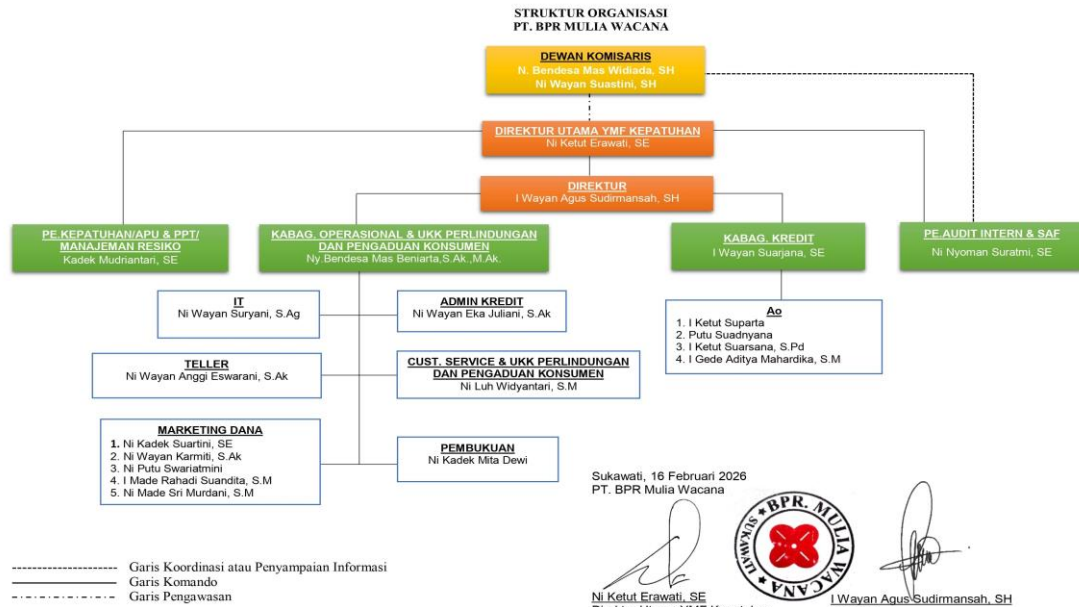 STRUKTUR ORGANISASI
PT. BPR MULIA WACANA
DEWAN KOMISARIS
N. Bendesa Mas Widiada, SH
Ni Wayan Suastini, SH
DIREKTUR UTAMA YMF KEPATUHAN
Ni Ketut Erawati, SE
DIREKTUR
I Wayan Agus Sudirmansah, SH
PE.KEPATUHAN/APU & PPT/
MANAJEMAN RESIKO
Kadek Mudriantari, SE
KABAG. OPERASIONAL & UKK PERLINDUNGAN
DAN PENGADUAN KONSUMEN
Ny.Bendesa Mas Beniarta,S.Ak.,M.Ak.
KABAG. KREDIT
I Wayan Suarjana, SE
PE.AUDIT INTERN & SAF
Ni Nyoman Suratmi, SE
IT
Ni Wayan Suryani, S.Ag
ADMIN KREDIT
Ni Wayan Eka Juliani, S.Ak
Ao
1. I Ketut Suparta
2. Putu Suadnyana
3. I Ketut Suarsana, S.Pd
4. I Gede Aditya Mahardika, S.M
TELLER
Ni Wayan Anggi Eswarani, S.Ak
CUST. SERVICE & UKK PERLINDUNGAN
DAN PENGADUAN KONSUMEN
Ni Luh Widyantari, S.M
MARKETING DANA
1. Ni Kadek Suartini, SE
2. Ni Wayan Karmiti, S.Ak
3. Ni Putu Swariatmini
4. I Made Rahadi Suandita, S.M
5. Ni Made Sri Murdani, S.M
PEMBUKUAN
Ni Kadek Mita Dewi
Sukawati, 16 Februari 2026
PT. BPR Mulia Wacana
BPR. MULIA WACANA
SUKAWATI
Garis Koordinasi atau Penyampaian Informasi
Garis Komando
Garis Pengawasan
Ni Ketut Erawati, SE
I Wayan Agus Sudirmansah, SH